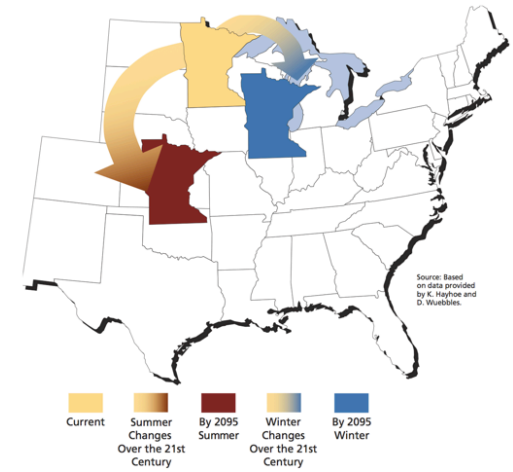 Source: Based
on data provided
by K. Hayhoe and
D. Wuebbles.
Current
Summer
Changes
Over the 21st
Century
By 2095
Summer
Winter
Changes
Over the 21st
Century
By 2095
Winter